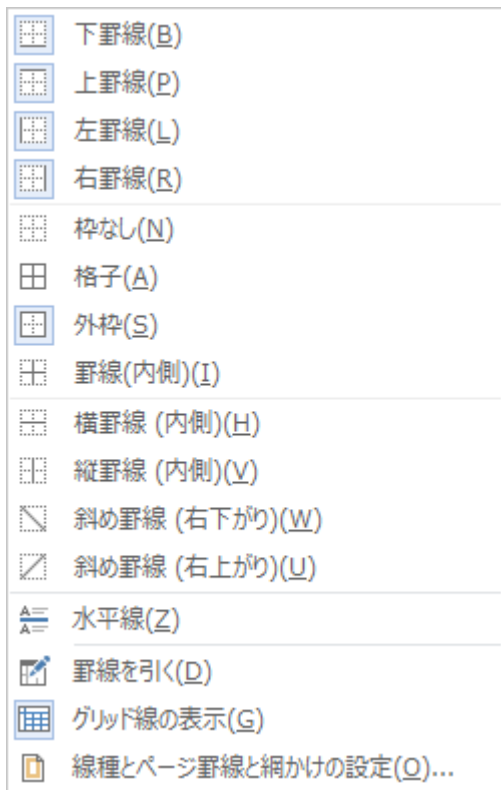 下罫線(B)
上罫線(P)
左罫線(L)
右罫線(R)
枠なし(N)
格子(A)
外枠(S)
罫線(内側)(I)
横罫線 (内側)(H)
縦罫線 (内側)(V)
斜め罫線 (右下がり)(W)
斜め罫線 (右上がり)(U)
水平線(Z)
罫線を引く(D)
グリッド線の表示(G)
線種とページ罫線と網かけの設定(O)...